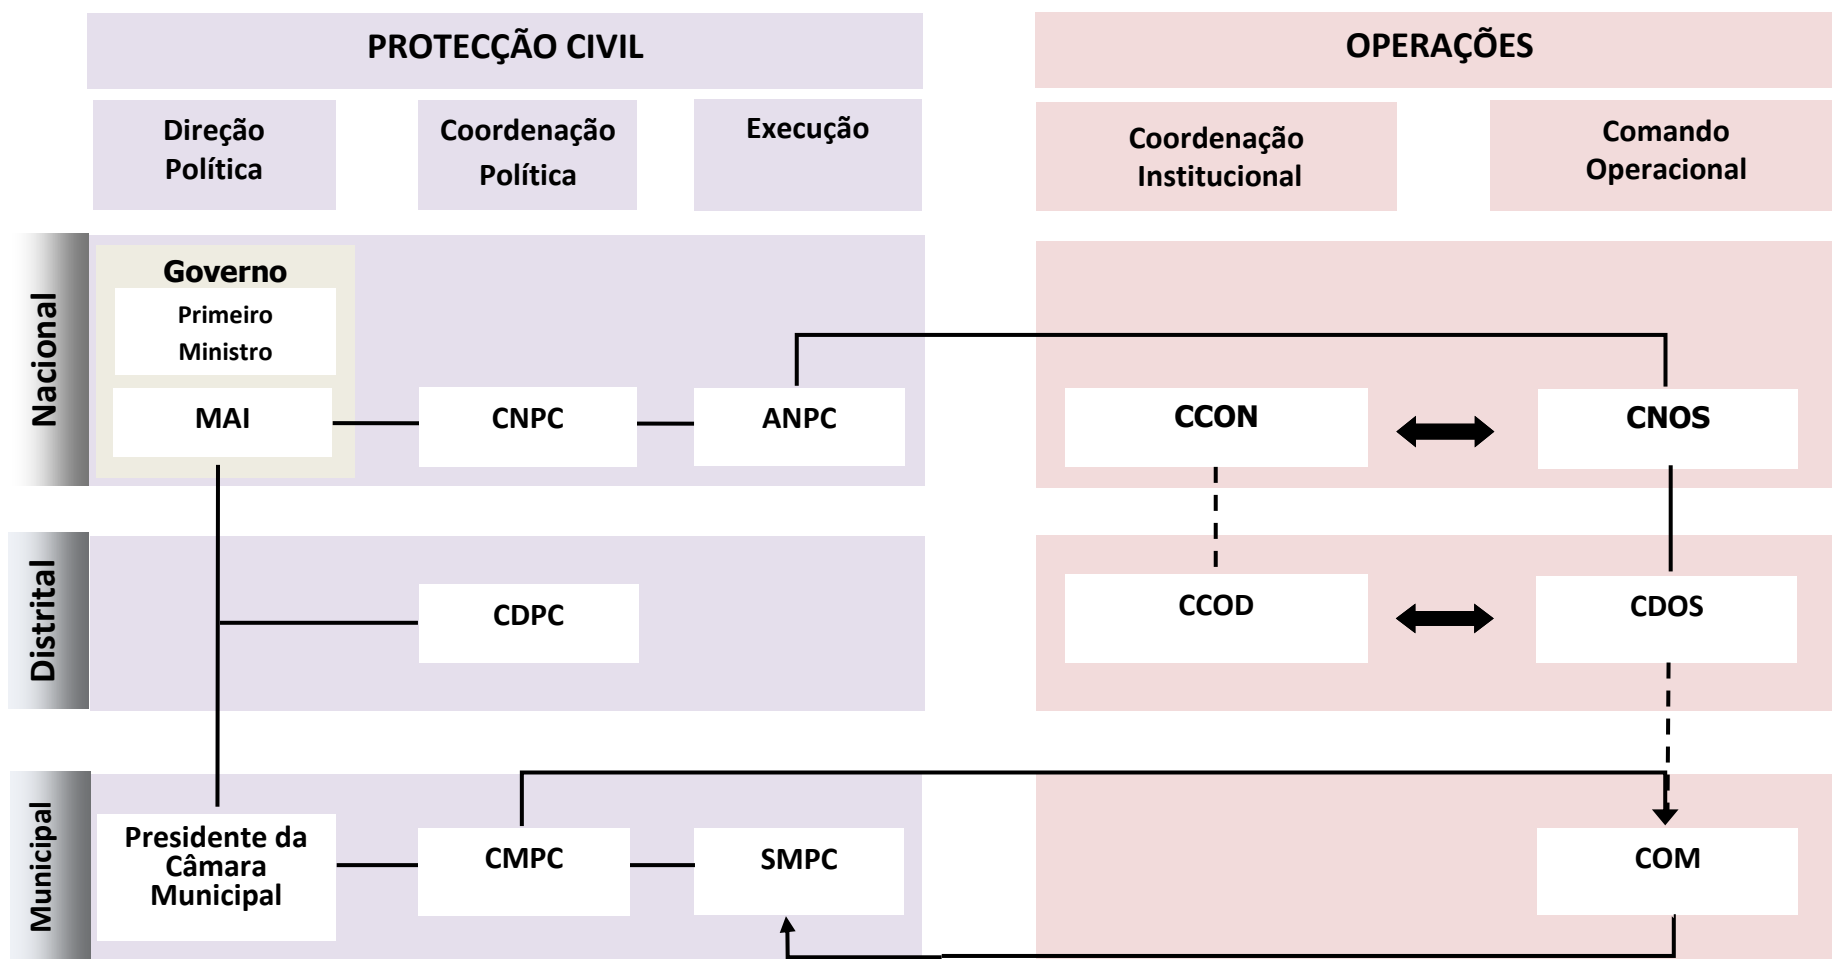 PROTECÇÃO CIVIL
OPERAÇÕES
Direção
Política
Coordenação
Política
Execução
Coordenação
Institucional
Comando
Operacional
Nacional
Governo
Primeiro
Ministro
MAI
CNPC
ANPC
CCON
CNOS
Distrital
CDPC
CCOD
CDOS
Municipal
Presidente da
Câmara
Municipal
CMPC
SMPC
COM